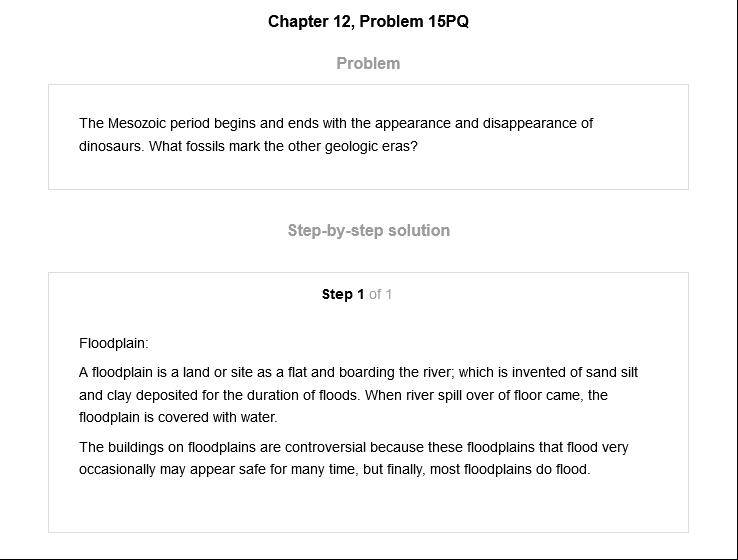 Chapter 12, Problem 15PQ
Problem
The Mesozoic period begins and ends with the appearance and disappearance of
dinosaurs. What fossils mark the other geologic eras?
Step-by-step solution
Step 1 of 1
Floodplain:
A floodplain is a land or site as a flat and boarding the river; which is invented of sand silt
and clay deposited for the duration of floods. When river spill over of floor came, the
floodplain is covered with water.
The buildings on floodplains are controversial because these floodplains that flood very
occasionally may appear safe for many time, but finally, most floodplains do flood.